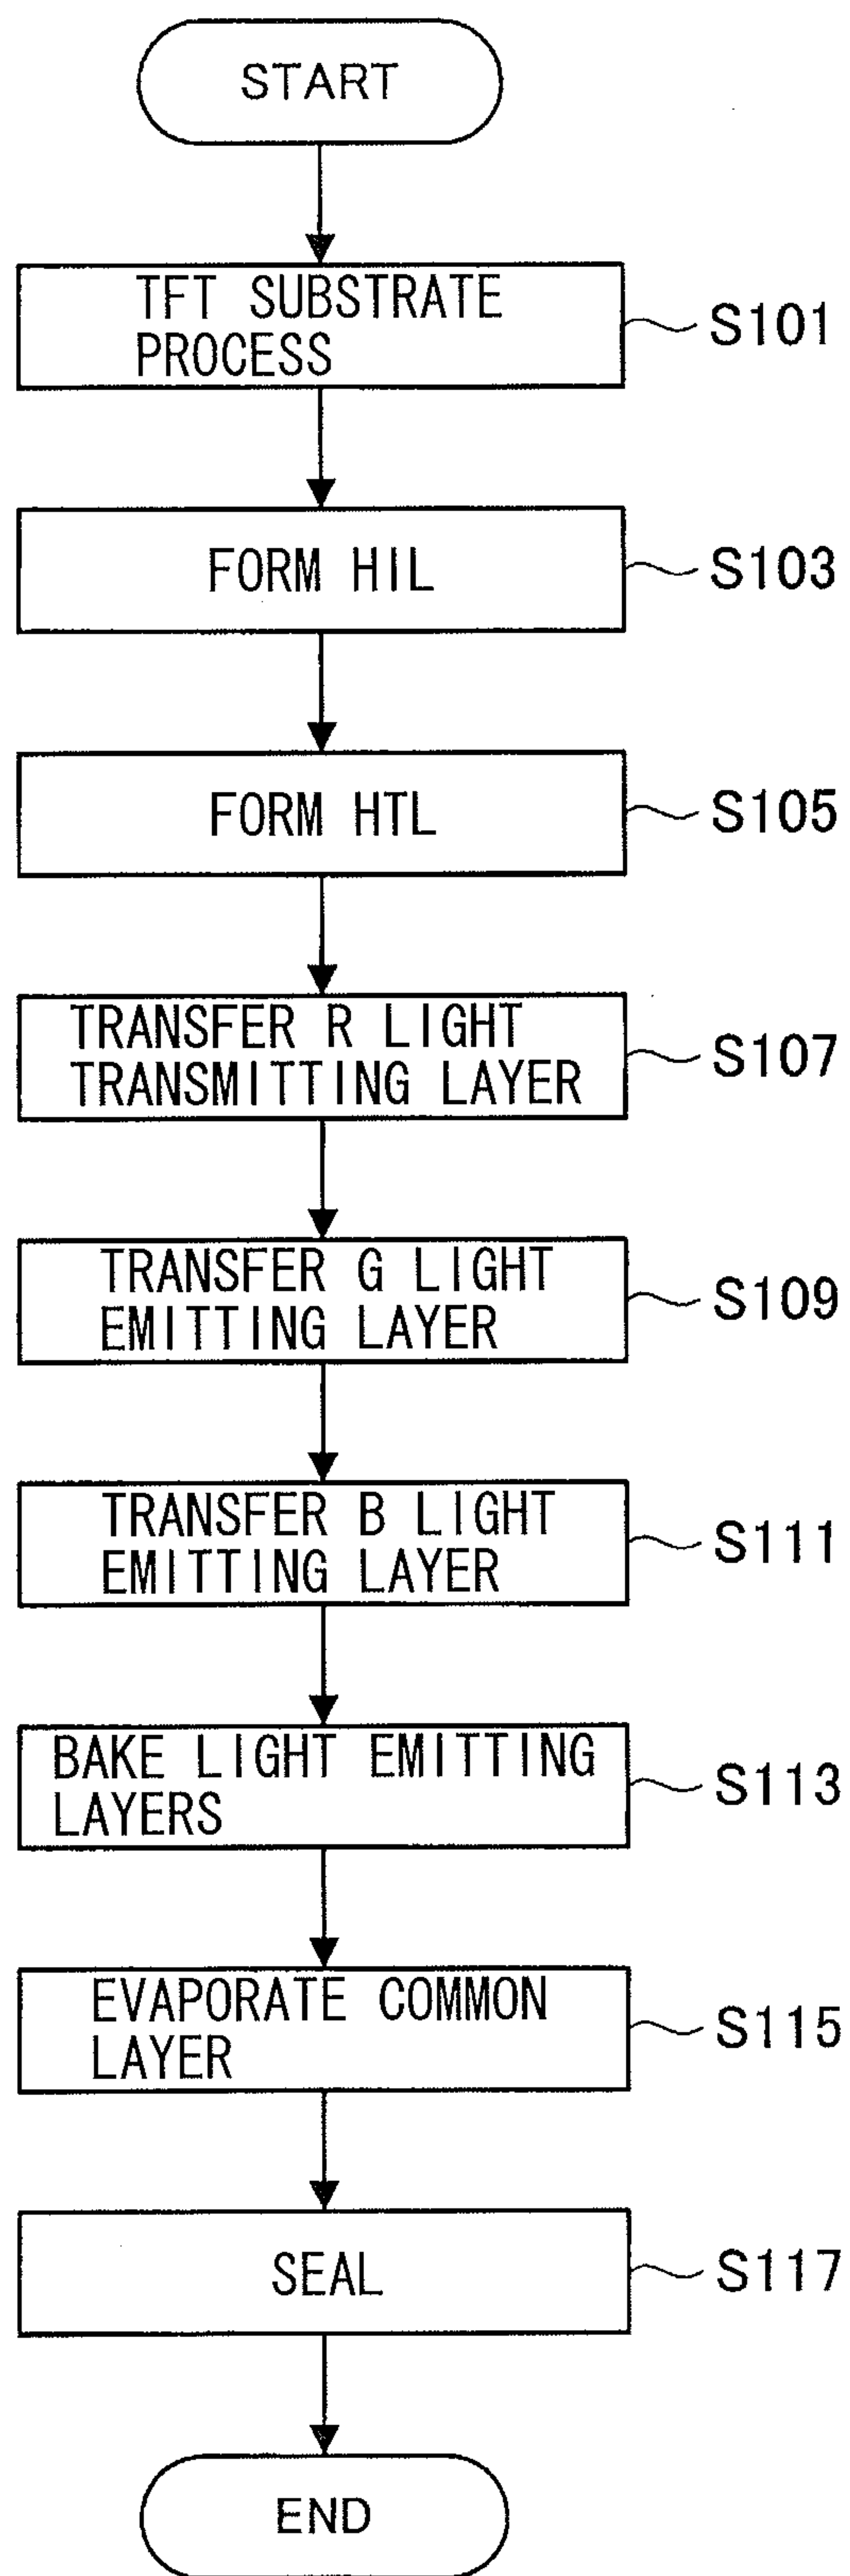 START
TFT SUBSTRATE
PROCESS
S101
FORM HIL
S103
FORM HTL
S105
TRANSFER R LIGHT
TRANSMITTING LAYER
S107
TRANSFER G LIGHT
EMITTING LAYER
S109
TRANSFER B LIGHT
EMITTING LAYER
S111
BAKE LIGHT EMITTING
LAYERS
S113
EVAPORATE COMMON
LAYER
S115
SEAL
S117
END